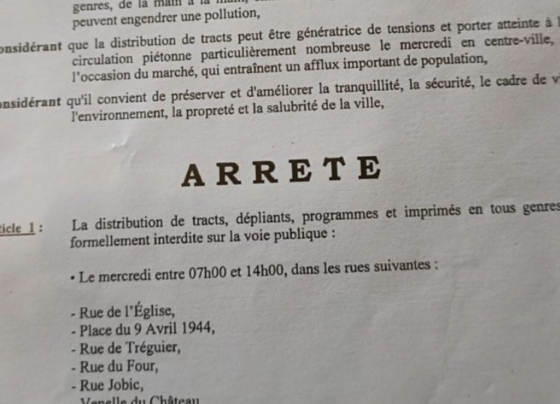 genres, de la main à la main,
peuvent engendrer une pollution,
onsidérant que la distribution de tracts peut être génératrice de tensions et porter atteinte à l
circulation piétonne particulièrement nombreuse le mercredi en centre-ville,
l'occasion du marché, qui entraînent un afflux important de population,
onsidérant qu'il convient de préserver et d'améliorer la tranquillité, la sécurité, le cadre de v
l'environnement, la propreté et la salubrité de la ville,
ARRETE
ticle 1 : La distribution de tracts, dépliants, programmes et imprimés en tous genres
formellement interdite sur la voie publique :
• Le mercredi entre 07h00 et 14h00, dans les rues suivantes :
- Rue de l'Église,
- Place du 9 Avril 1944,
- Rue de Tréguier,
- Rue du Four,
- Rue Jobic,
Venelle du Château